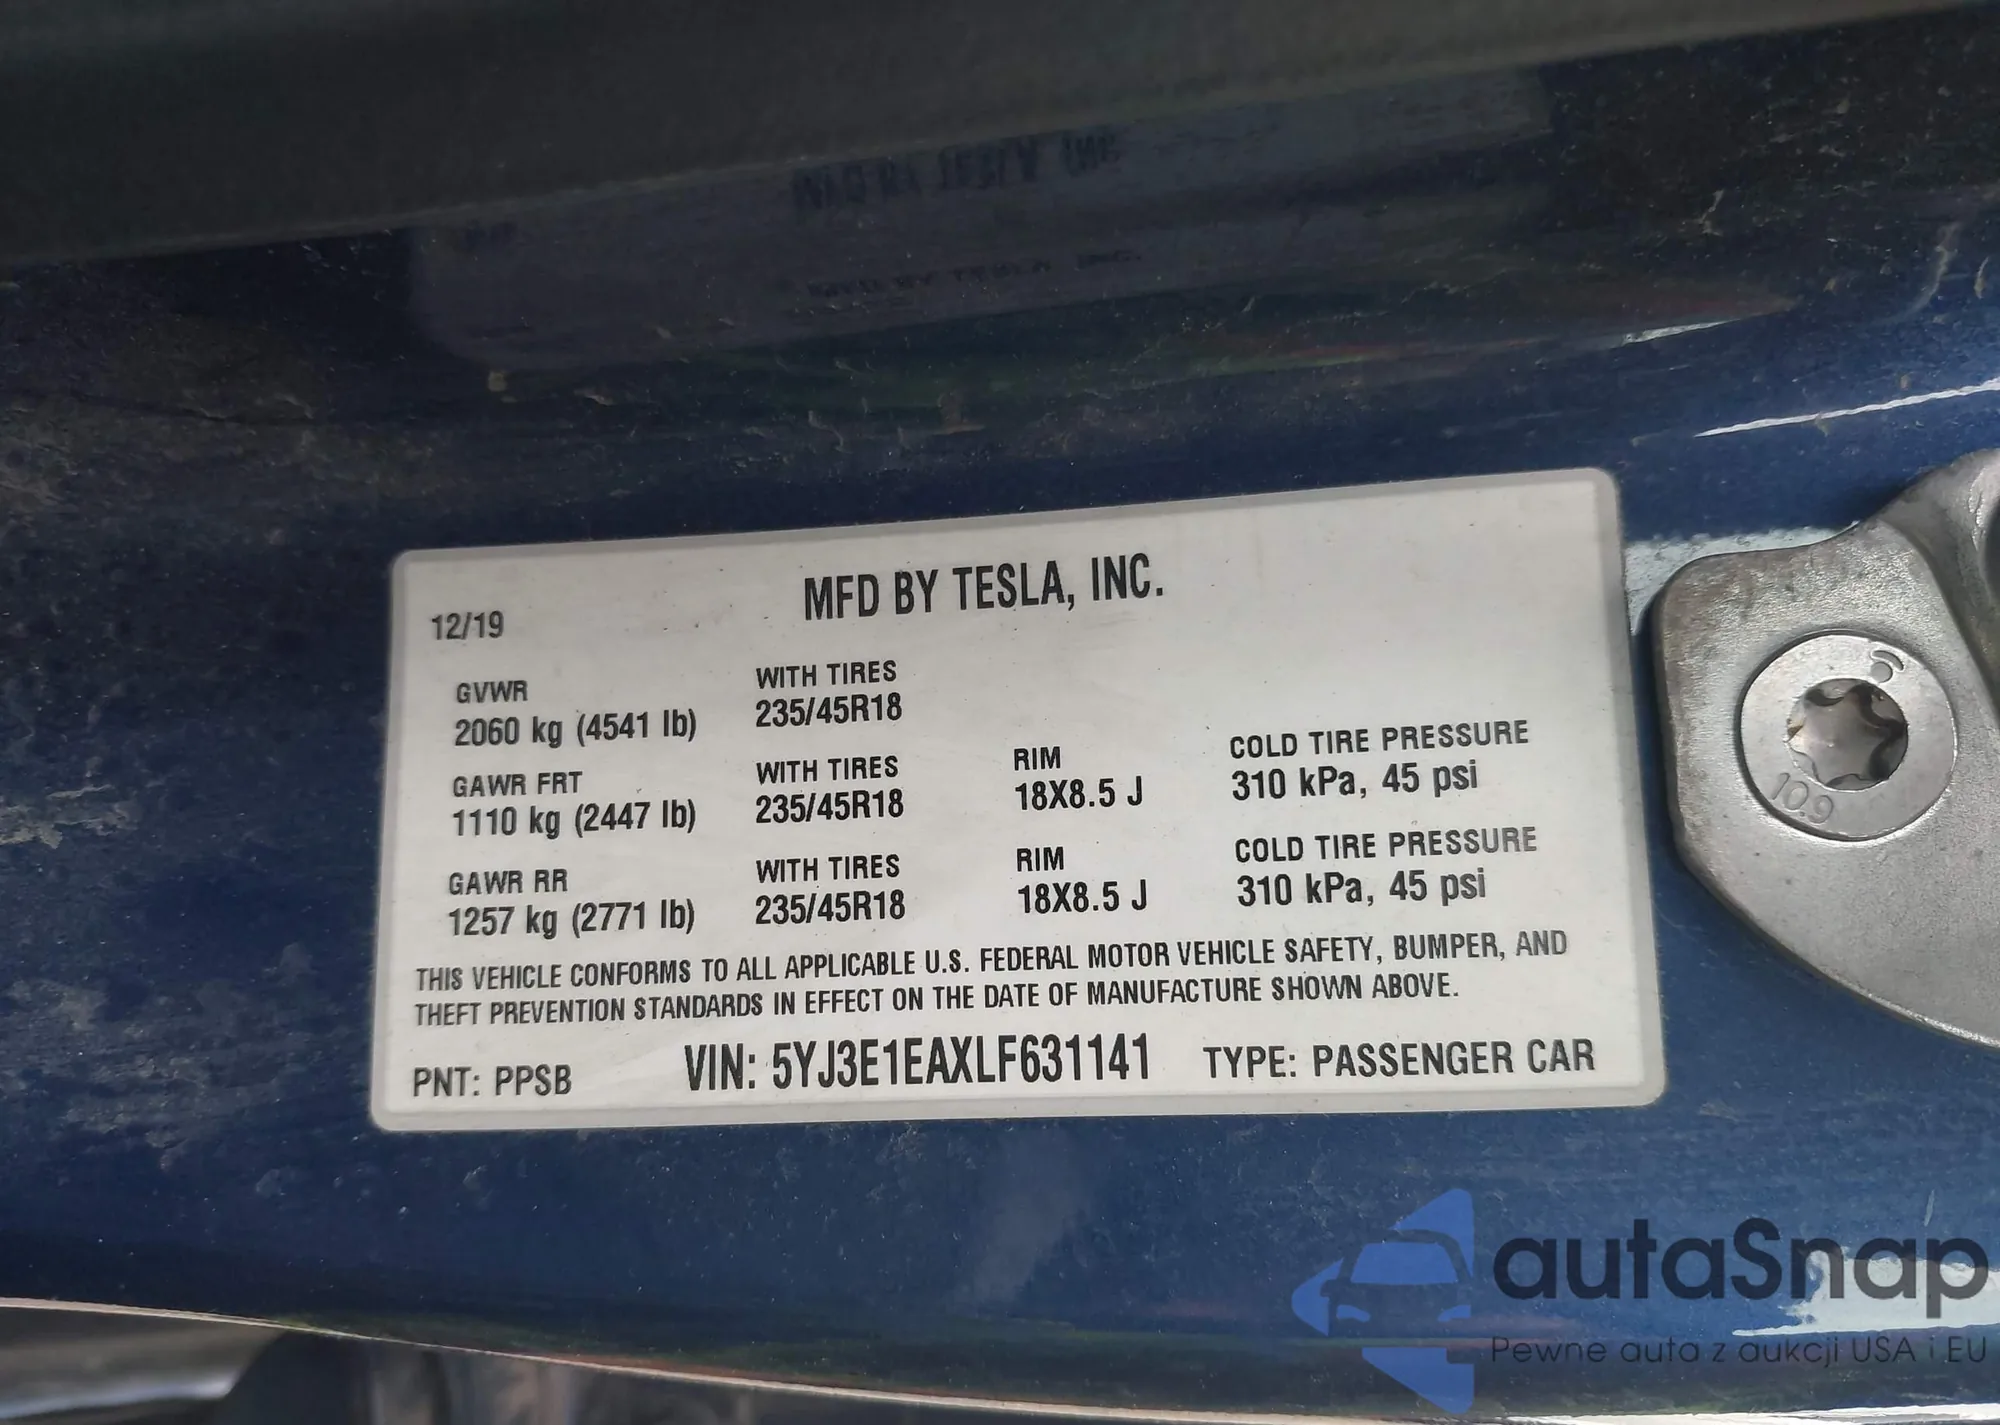 MFD BY TESLA, INC.
12/19
GVWR
2060 kg (4541 lb)
WITH TIRES
235/45R18
GAWR FRT
1110 kg (2447 lb)
WITH TIRES
235/45R18
RIM
18X8.5 J
COLD TIRE PRESSURE
310 kPa, 45 psi
GAWR RR
1257 kg (2771 lb)
WITH TIRES
235/45R18
RIM
18X8.5 J
COLD TIRE PRESSURE
310 kPa, 45 psi
THIS VEHICLE CONFORMS TO ALL APPLICABLE U.S. FEDERAL MOTOR VEHICLE SAFETY, BUMPER, AND
THEFT PREVENTION STANDARDS IN EFFECT ON THE DATE OF MANUFACTURE SHOWN ABOVE.
PNT: PPSB VIN: 5YJ3E1EAXLF631141 TYPE: PASSENGER CAR
10.9
autaSnap
Pewne auta z aukcji USA i EU